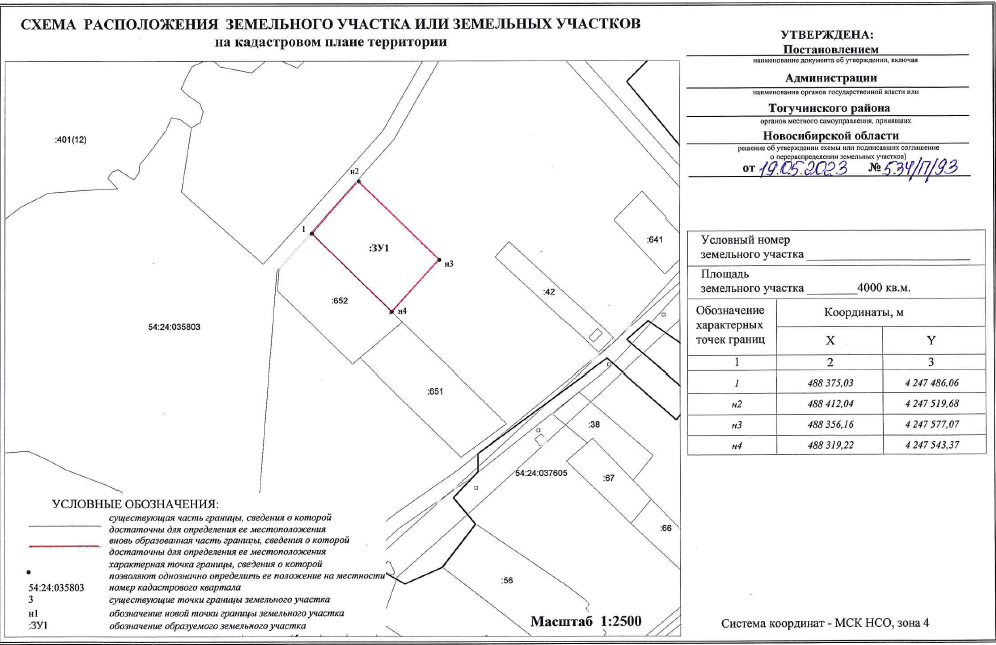 СХЕМА РАСПОЛОЖЕНИЯ ЗЕМЕЛЬНОГО УЧАСТКА ИЛИ ЗЕМЕЛЬНЫХ УЧАСТКОВ
на кадастровом плане территории
УТВЕРЖДЕНА:
Постановлением
наименование документа об утверждении, включая
Администрации
наименования органов государственной власти или
Тогучинского района
органов местного самоуправления, принявших
Новосибирской области
решение об утверждении схемы или подписавших соглашение
о перераспределении земельных участков)
от 19.05.2023 № 534/П/93
:401(12)
н2
1
:ЗУ1
н3
н4
:652
:641
:42
54:24:035803
:651
:38
54:24:037605
:67
:66
:56
Условный номер
земельного участка
Площадь
земельного участка 4000 кв.м.
Обозначение характерных точек границ Координаты, м
X Y
1 2 3
1 488 375,03 4 247 486,06
н2 488 412,04 4 247 519,68
н3 488 356,16 4 247 577,07
н4 488 319,22 4 247 543,37
УСЛОВНЫЕ ОБОЗНАЧЕНИЯ:
существующая часть границы, сведения о которой
достаточны для определения ее местоположения
вновь образованная часть границы, сведения о которой
достаточны для определения ее местоположения
характерная точка границы, сведения о которой
позволяют однозначно определить ее положение на местности
54:24:035803 номер кадастрового квартала
3 существующие точки границы земельного участка
н1 обозначение новой точки границы земельного участка
:ЗУ1 обозначение образуемого земельного участка
Масштаб 1:2500
Система координат - МСК НСО, зона 4